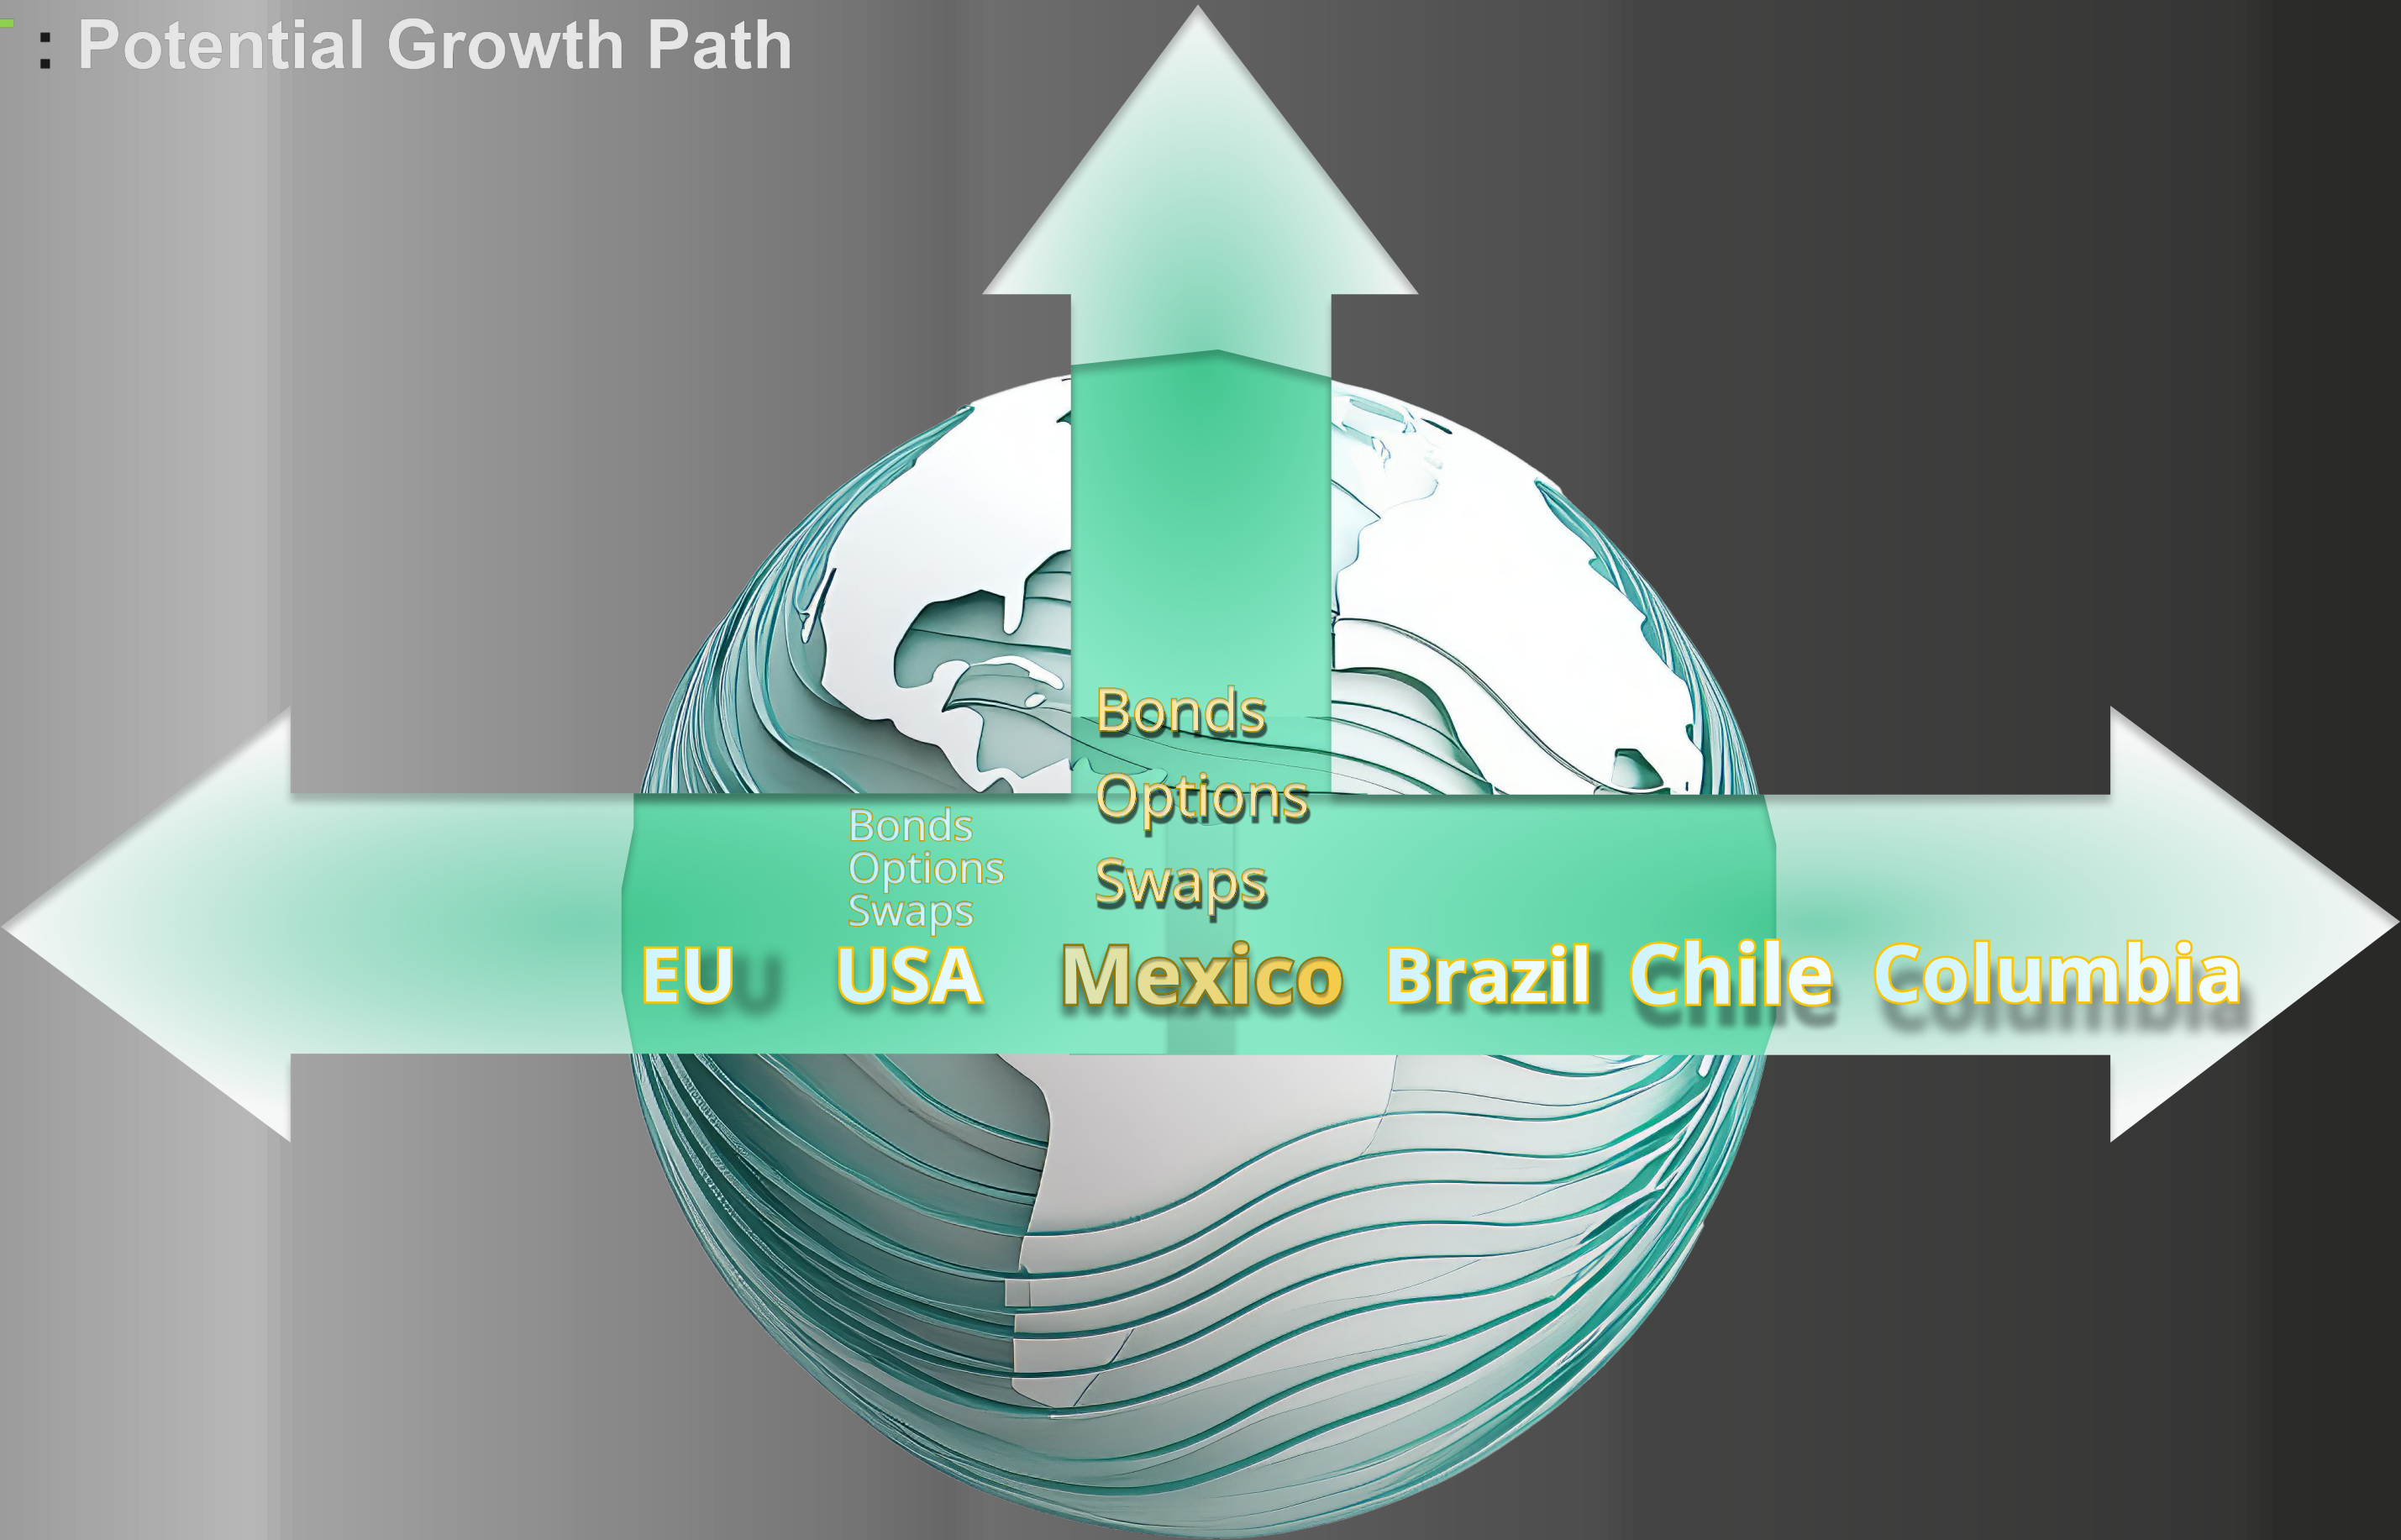 : Potential Growth Path
Bonds
Options
Swaps
Bonds
Options
Swaps
EU USA Mexico Brazil Chile Columbia